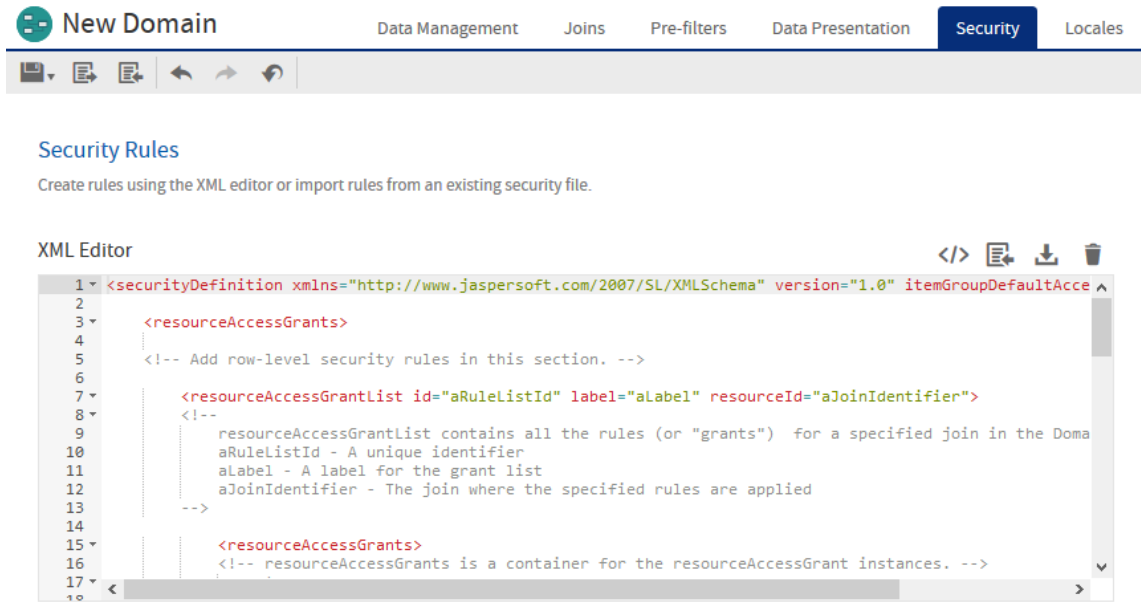 New Domain
Data Management Joins Pre-filters Data Presentation Security Locales
Security Rules
Create rules using the XML editor or import rules from an existing security file.
XML Editor
</>
1 <securityDefinition xmlns="http://www.jaspersoft.com/2007/SL/XMLSchema" version="1.0" itemGroupDefaultAcce
2
3 <resourceAccessGrants>
4
5 <!-- Add row-level security rules in this section. -->
6
7 <resourceAccessGrantList id="aRuleListId" label="aLabel" resourceId="aJoinIdentifier">
8 <!--
9 resourceAccessGrantList contains all the rules (or "grants")  for a specified join in the Doma
10 aRuleListId - A unique identifier
11 aLabel - A label for the grant list
12 aJoinIdentifier - The join where the specified rules are applied
13 -->
14
15 <resourceAccessGrants>
16 <!-- resourceAccessGrants is a container for the resourceAccessGrant instances. -->
17
18